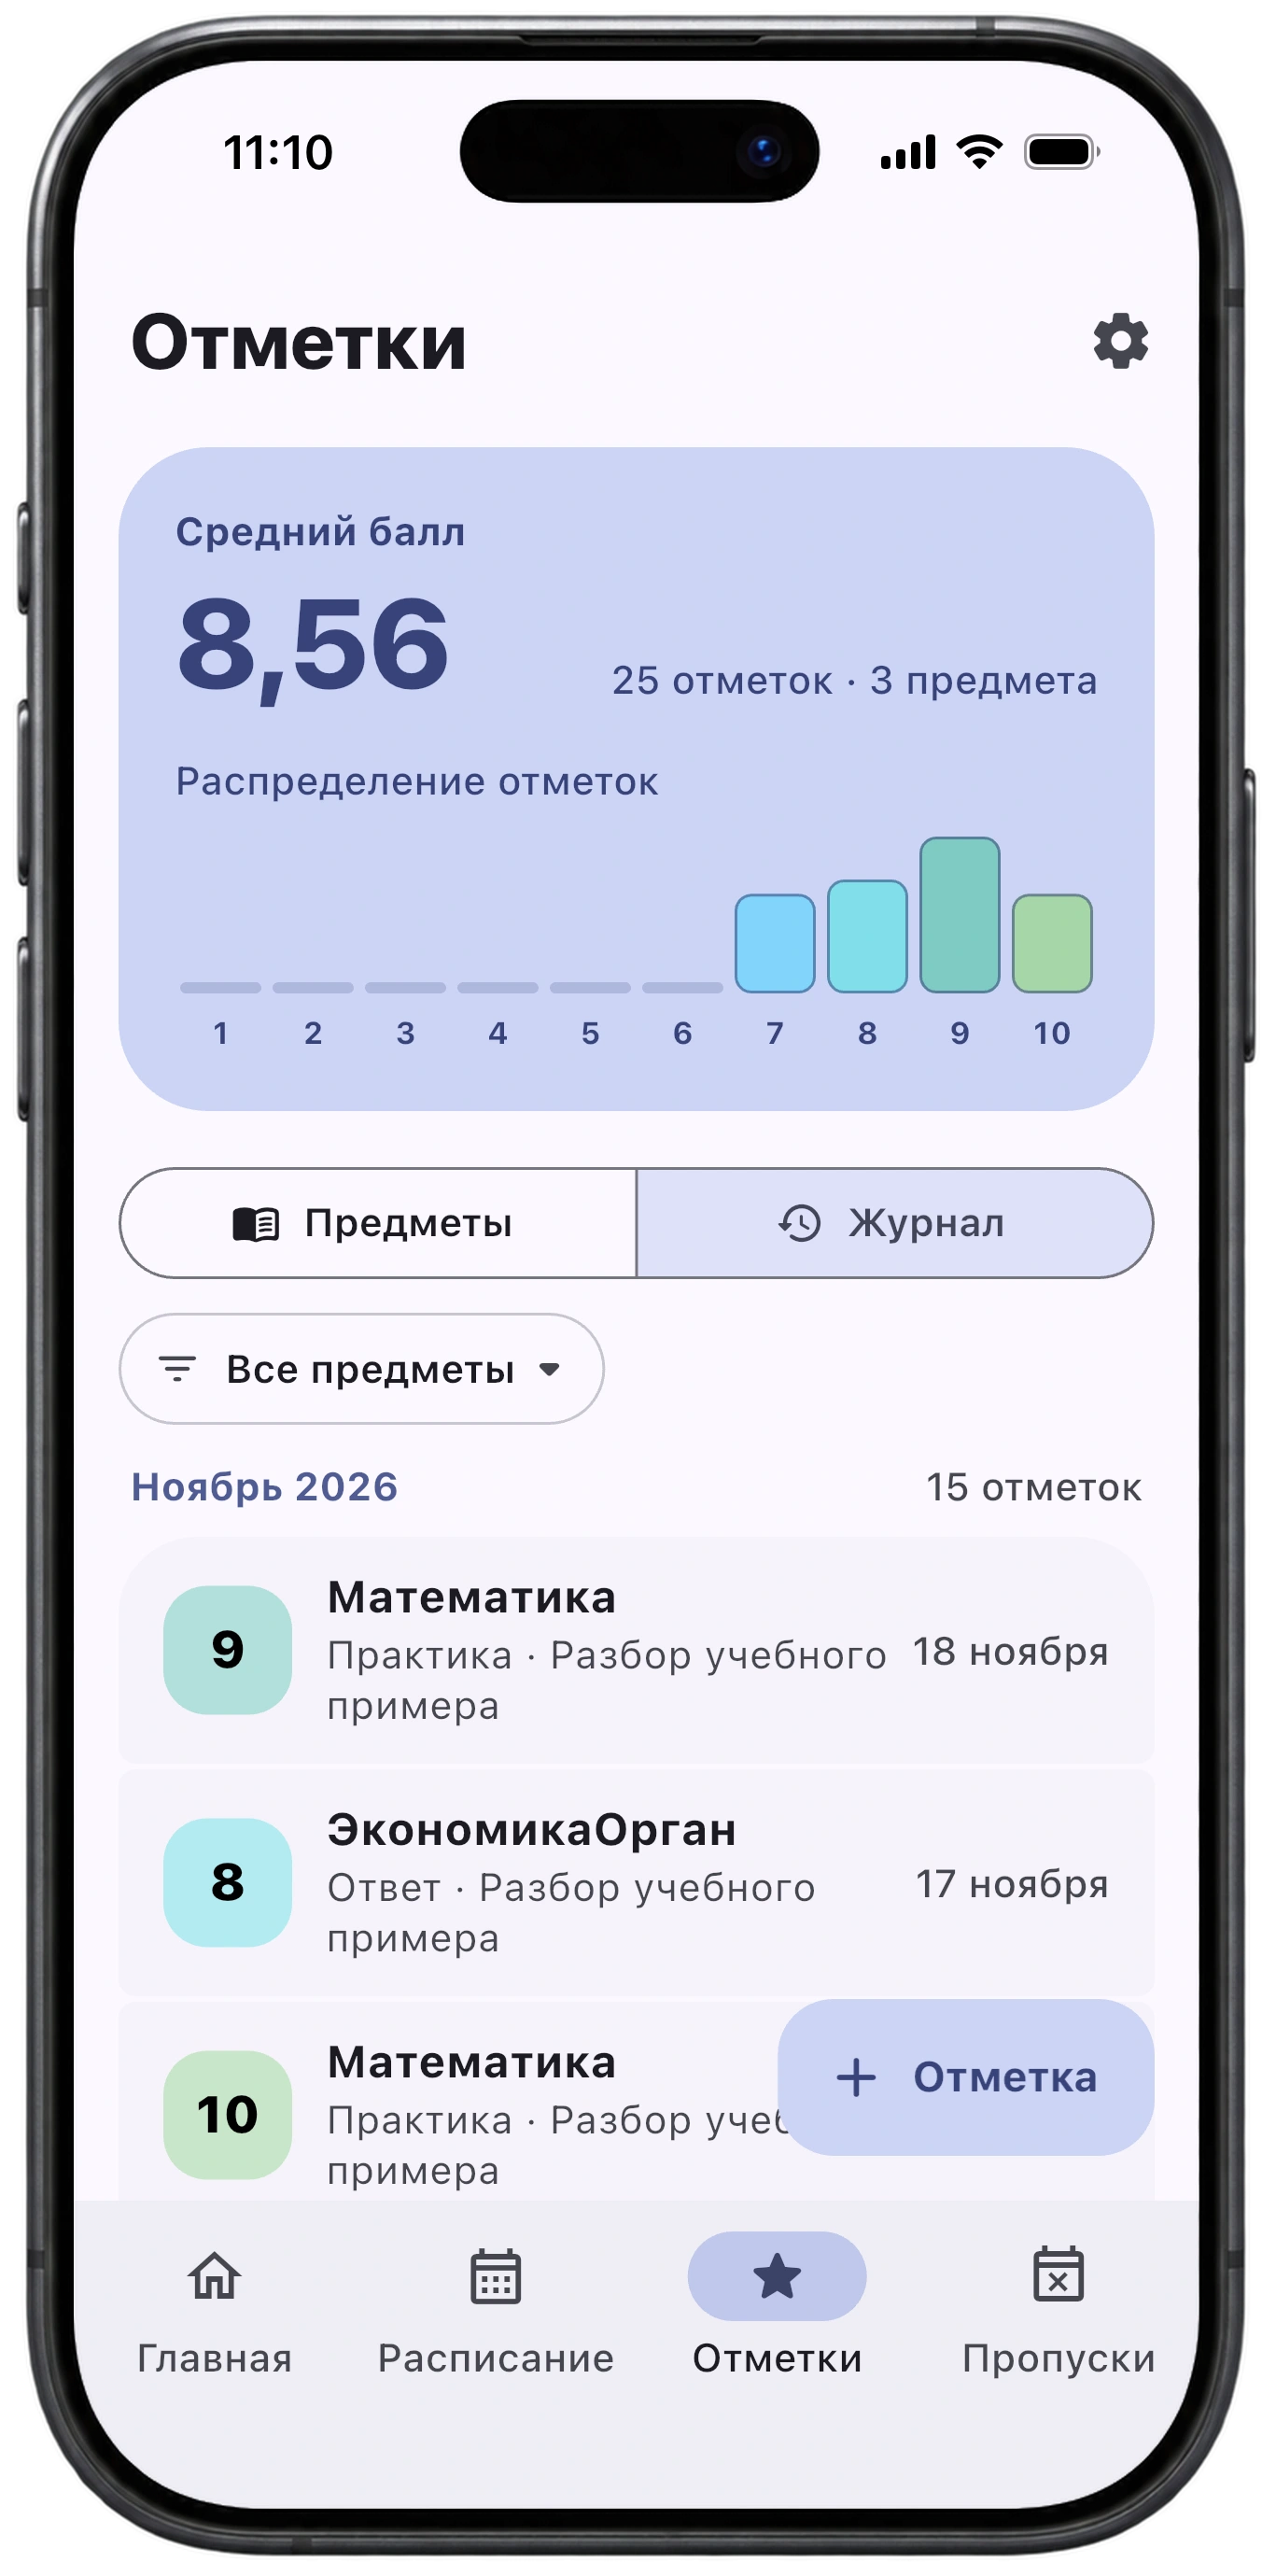 11:10
Отметки
Средний балл
8,56
25 отметок · 3 предмета
Распределение отметок
1 2 3 4 5 6 7 8 9 10
Предметы
Журнал
Все предметы
Ноябрь 2026
15 отметок
9
Математика
Практика · Разбор учебного
примера
18 ноября
8
ЭкономикаОрган
Ответ · Разбор учебного
примера
17 ноября
10
Математика
Практика · Разбор
примера
+ Отметка
Главная
Расписание
Отметки
Пропуски